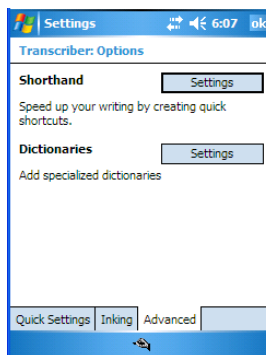 Settings 6:07 ok
Transcriber: Options
Shorthand Settings
Speed up your writing by creating quick
shortcuts.
Dictionaries Settings
Add specialized dictionaries
Quick Settings Inking Advanced